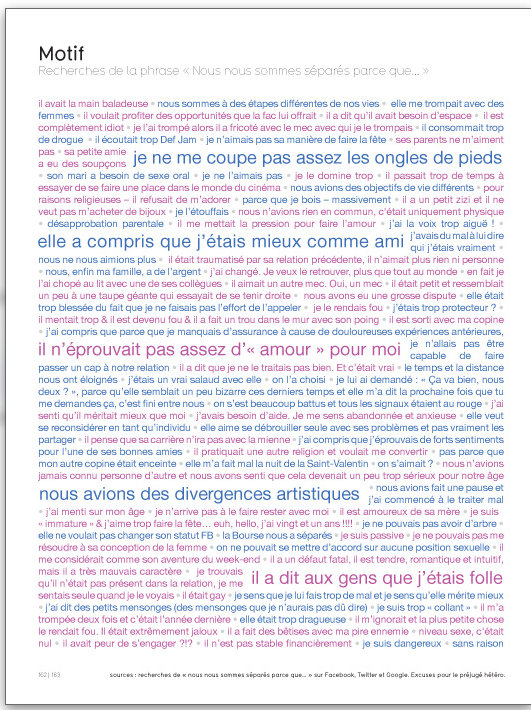 Motif
Recherches de la phrase « Nous nous sommes séparés parce que... »
il avait la main baladeuse • nous sommes à des étapes différentes de nos vies • elle me trompait avec des
femmes • il voulait profiter des opportunités que la fac lui offrait • il a dit qu'il avait besoin d'espace • il est
complètement idiot • je l'ai trompé alors il a fricoté avec le mec avec qui je le trompais • il consommait trop
de drogue • il écoutait trop Def Jam • je n'aimais pas sa manière de faire la fête • ses parents ne m'aiment
pas • sa petite amie
a eu des soupçons
je ne me coupe pas assez les ongles de pieds
• son mari a besoin de sexe oral • je ne l'aimais pas • je le domine trop • il passait trop de temps à
essayer de se faire une place dans le monde du cinéma • nous avions des objectifs de vie différents • pour
raisons religieuses – il refusait de m'adorer • parce que je bois – massivement • il a un petit zizi et il ne
veut pas m'acheter de bijoux • je l'étouffais • nous n'avions rien en commun, c'était uniquement physique
• désapprobation parentale • il me mettait la pression pour faire l'amour • j'ai la voix trop aiguë ! •
elle a compris que j'étais mieux comme ami
j'avais du mal à lui dire
qu'il j'étais vraiment •
nous ne nous aimions plus • il était traumatisé par sa relation précédente, il n'aimait plus rien ni personne
• nous, enfin ma famille, a de l'argent • j'ai changé. Je veux le retrouver, plus que tout au monde • en fait je
l'ai chopé au lit avec une de ses collègues • il aimait un autre mec. Oui, un mec • il était petit et ressemblait
un peu à une taupe géante qui essayait de se tenir droite • nous avons eu une grosse dispute • elle était
trop blessée du fait que je ne faisais pas l'effort de l'appeler • je le rendais fou • j'étais trop protecteur ? •
il mentait trop & il est devenu fou & il a fait un trou dans le mur avec son poing • il est sorti avec ma copine
• j'ai compris que parce que je manquais d'assurance à cause de douloureuses expériences antérieures,
il n'éprouvait pas assez d'« amour » pour moi
je n'allais pas être
capable de faire
passer un cap à notre relation • il a dit que je ne le traitais pas bien. Et c'était vrai • le temps et la distance
nous ont éloignés • j'étais un vrai salaud avec elle • on l'a choisi • je lui ai demandé : « Ça va bien, nous
deux ? », parce qu'elle semblait un peu bizarre ces derniers temps et elle m'a dit la prochaine fois que tu
me demandes ça, c'est fini entre nous • on s'est beaucoup battus et tous les signaux étaient au rouge • j'ai
senti qu'il méritait mieux que moi • j'avais besoin d'aide. Je me sens abandonnée et anxieuse • elle veut
se reconsidérer en tant qu'individu • elle aime se débrouiller seule avec ses problèmes et pas vraiment les
partager • il pense que sa carrière n'ira pas avec la mienne • j'ai compris que j'éprouvais de forts sentiments
pour l'une de ses bonnes amies • il pratiquait une autre religion et voulait me convertir • pas parce que
mon autre copine était enceinte • elle m'a fait mal la nuit de la Saint-Valentin • on s'aimait ? • nous n'avions
jamais connu personne d'autre et nous avons senti que cela devenait un peu trop sérieux pour notre âge
nous avions des divergences artistiques
• nous avons fait une pause et
j'ai commencé à le traiter mal
• j'ai menti sur mon âge • je n'arrive pas à le faire rester avec moi • il est amoureux de sa mère • je suis
« immature » & j'aime trop faire la fête… euh, hello, j'ai vingt et un ans !!!! • je ne pouvais pas avoir d'arbre •
elle ne voulait pas changer son statut FB • la Bourse nous a séparés • je suis passive • je ne pouvais pas me
résoudre à sa conception de la femme • on ne pouvait se mettre d'accord sur aucune position sexuelle • il
me considérait comme son aventure du week-end • il a un défaut fatal, il est tendre, romantique et intuitif,
mais il a très mauvais caractère • je trouvais
qu'il n'était pas présent dans la relation, je me
il a dit aux gens que j'étais folle
sentais seule quand je le voyais • il était gay • je sens que je lui fais trop de mal et je sens qu'elle mérite mieux
• j'ai dit des petits mensonges (des mensonges que je n'aurais pas dû dire) • je suis trop « collant » • il m'a
trompée deux fois et c'était l'année dernière • elle était trop dragueuse • il m'ignorait et la plus petite chose
le rendait fou. Il était extrêmement jaloux • il a fait des bêtises avec ma pire ennemie • niveau sexe, c'était
nul • il avait peur de s'engager ?!? • il n'est pas stable financièrement • je suis dangereux • sans raison
162 | 163
sources : recherches de « nous nous sommes séparés parce que... » sur Facebook, Twitter et Google. Excuses pour le préjugé hétéro.